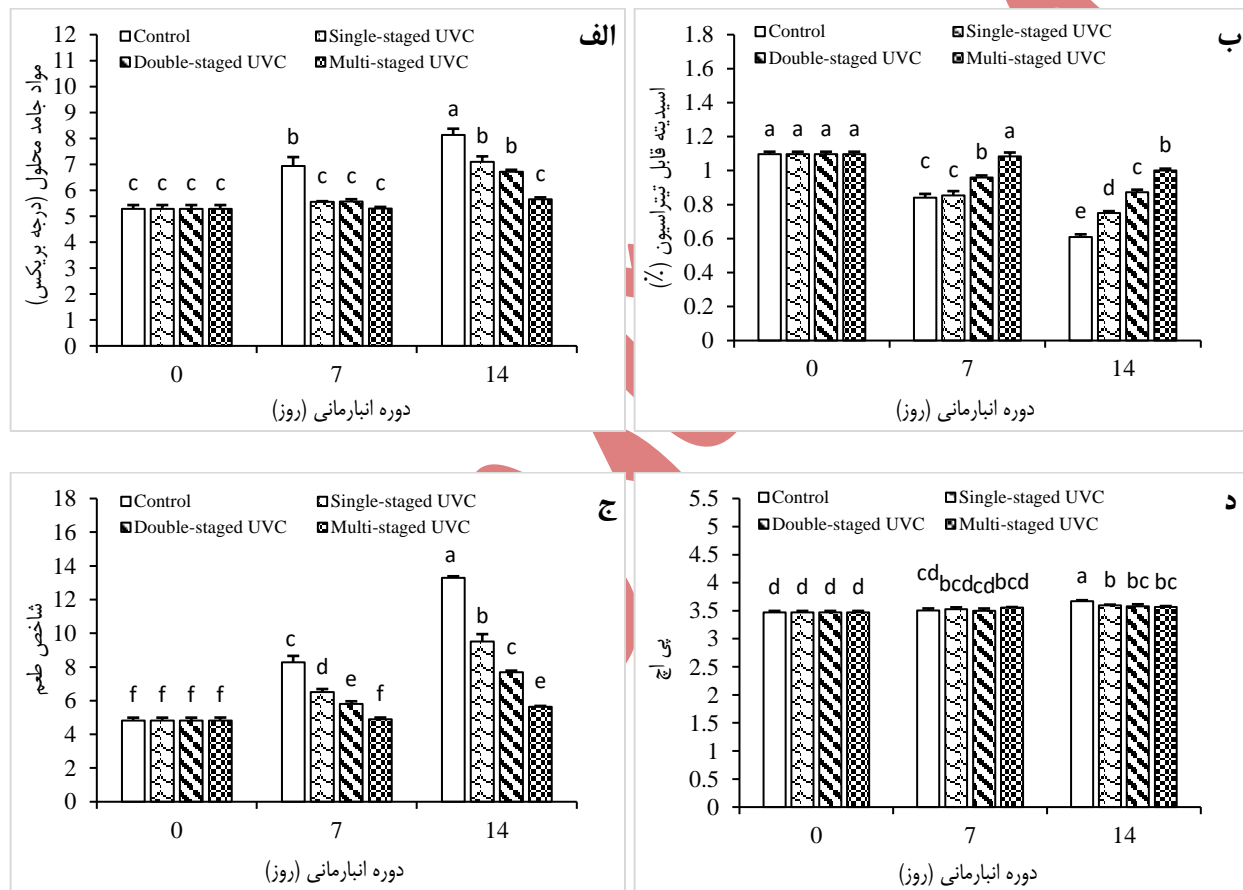 الف
Control
Single-staged UVC
Double-staged UVC
Multi-staged UVC
مواد جامد محلول (درجه بریکس)
12
11
10
9
8
7
6
5
4
3
2
1
0
c c c c
b c c c
a b b c
0 7 14
دوره انبارمانی (روز)
ب
Control
Single-staged UVC
Double-staged UVC
Multi-staged UVC
اسیدیته قابل تیتراسیون (٪)
1.8
1.6
1.4
1.2
1
0.8
0.6
0.4
0.2
0
a a a a
c c b a
e d c b
0 7 14
دوره انبارمانی (روز)
ج
Control
Single-staged UVC
Double-staged UVC
Multi-staged UVC
شاخص طعم
18
16
14
12
10
8
6
4
2
0
f f f f
c d e f
a b c e
0 7 14
دوره انبارمانی (روز)
د
Control
Single-staged UVC
Double-staged UVC
Multi-staged UVC
پی اچ
5.5
5
4.5
4
3.5
3
2.5
2
1.5
1
0.5
0
d d d d
cd bcd cd bcd
a b bc bc
0 7 14
دوره انبارمانی (روز)